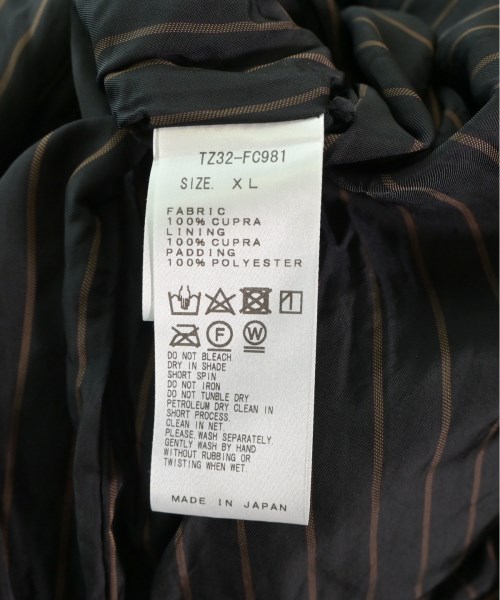 TZ32-FC981
SIZE. XL
FABRIC
100% CUPRA
LINING
100% CUPRA
PADDING
100% POLYESTER
F
W
DO NOT BLEACH
DRY IN SHADE
SHORT SPIN
DO NOT IRON
DO NOT TUMBLE DRY
PETROLEUM DRY CLEAN IN
SHORT PROCESS.
CLEAN IN NET.
PLEASE. WASH SEPARATELY.
GENTLY WASH BY HAND
WITHOUT RUBBING OR
TWISTING WHEN WET.
MADE IN JAPAN